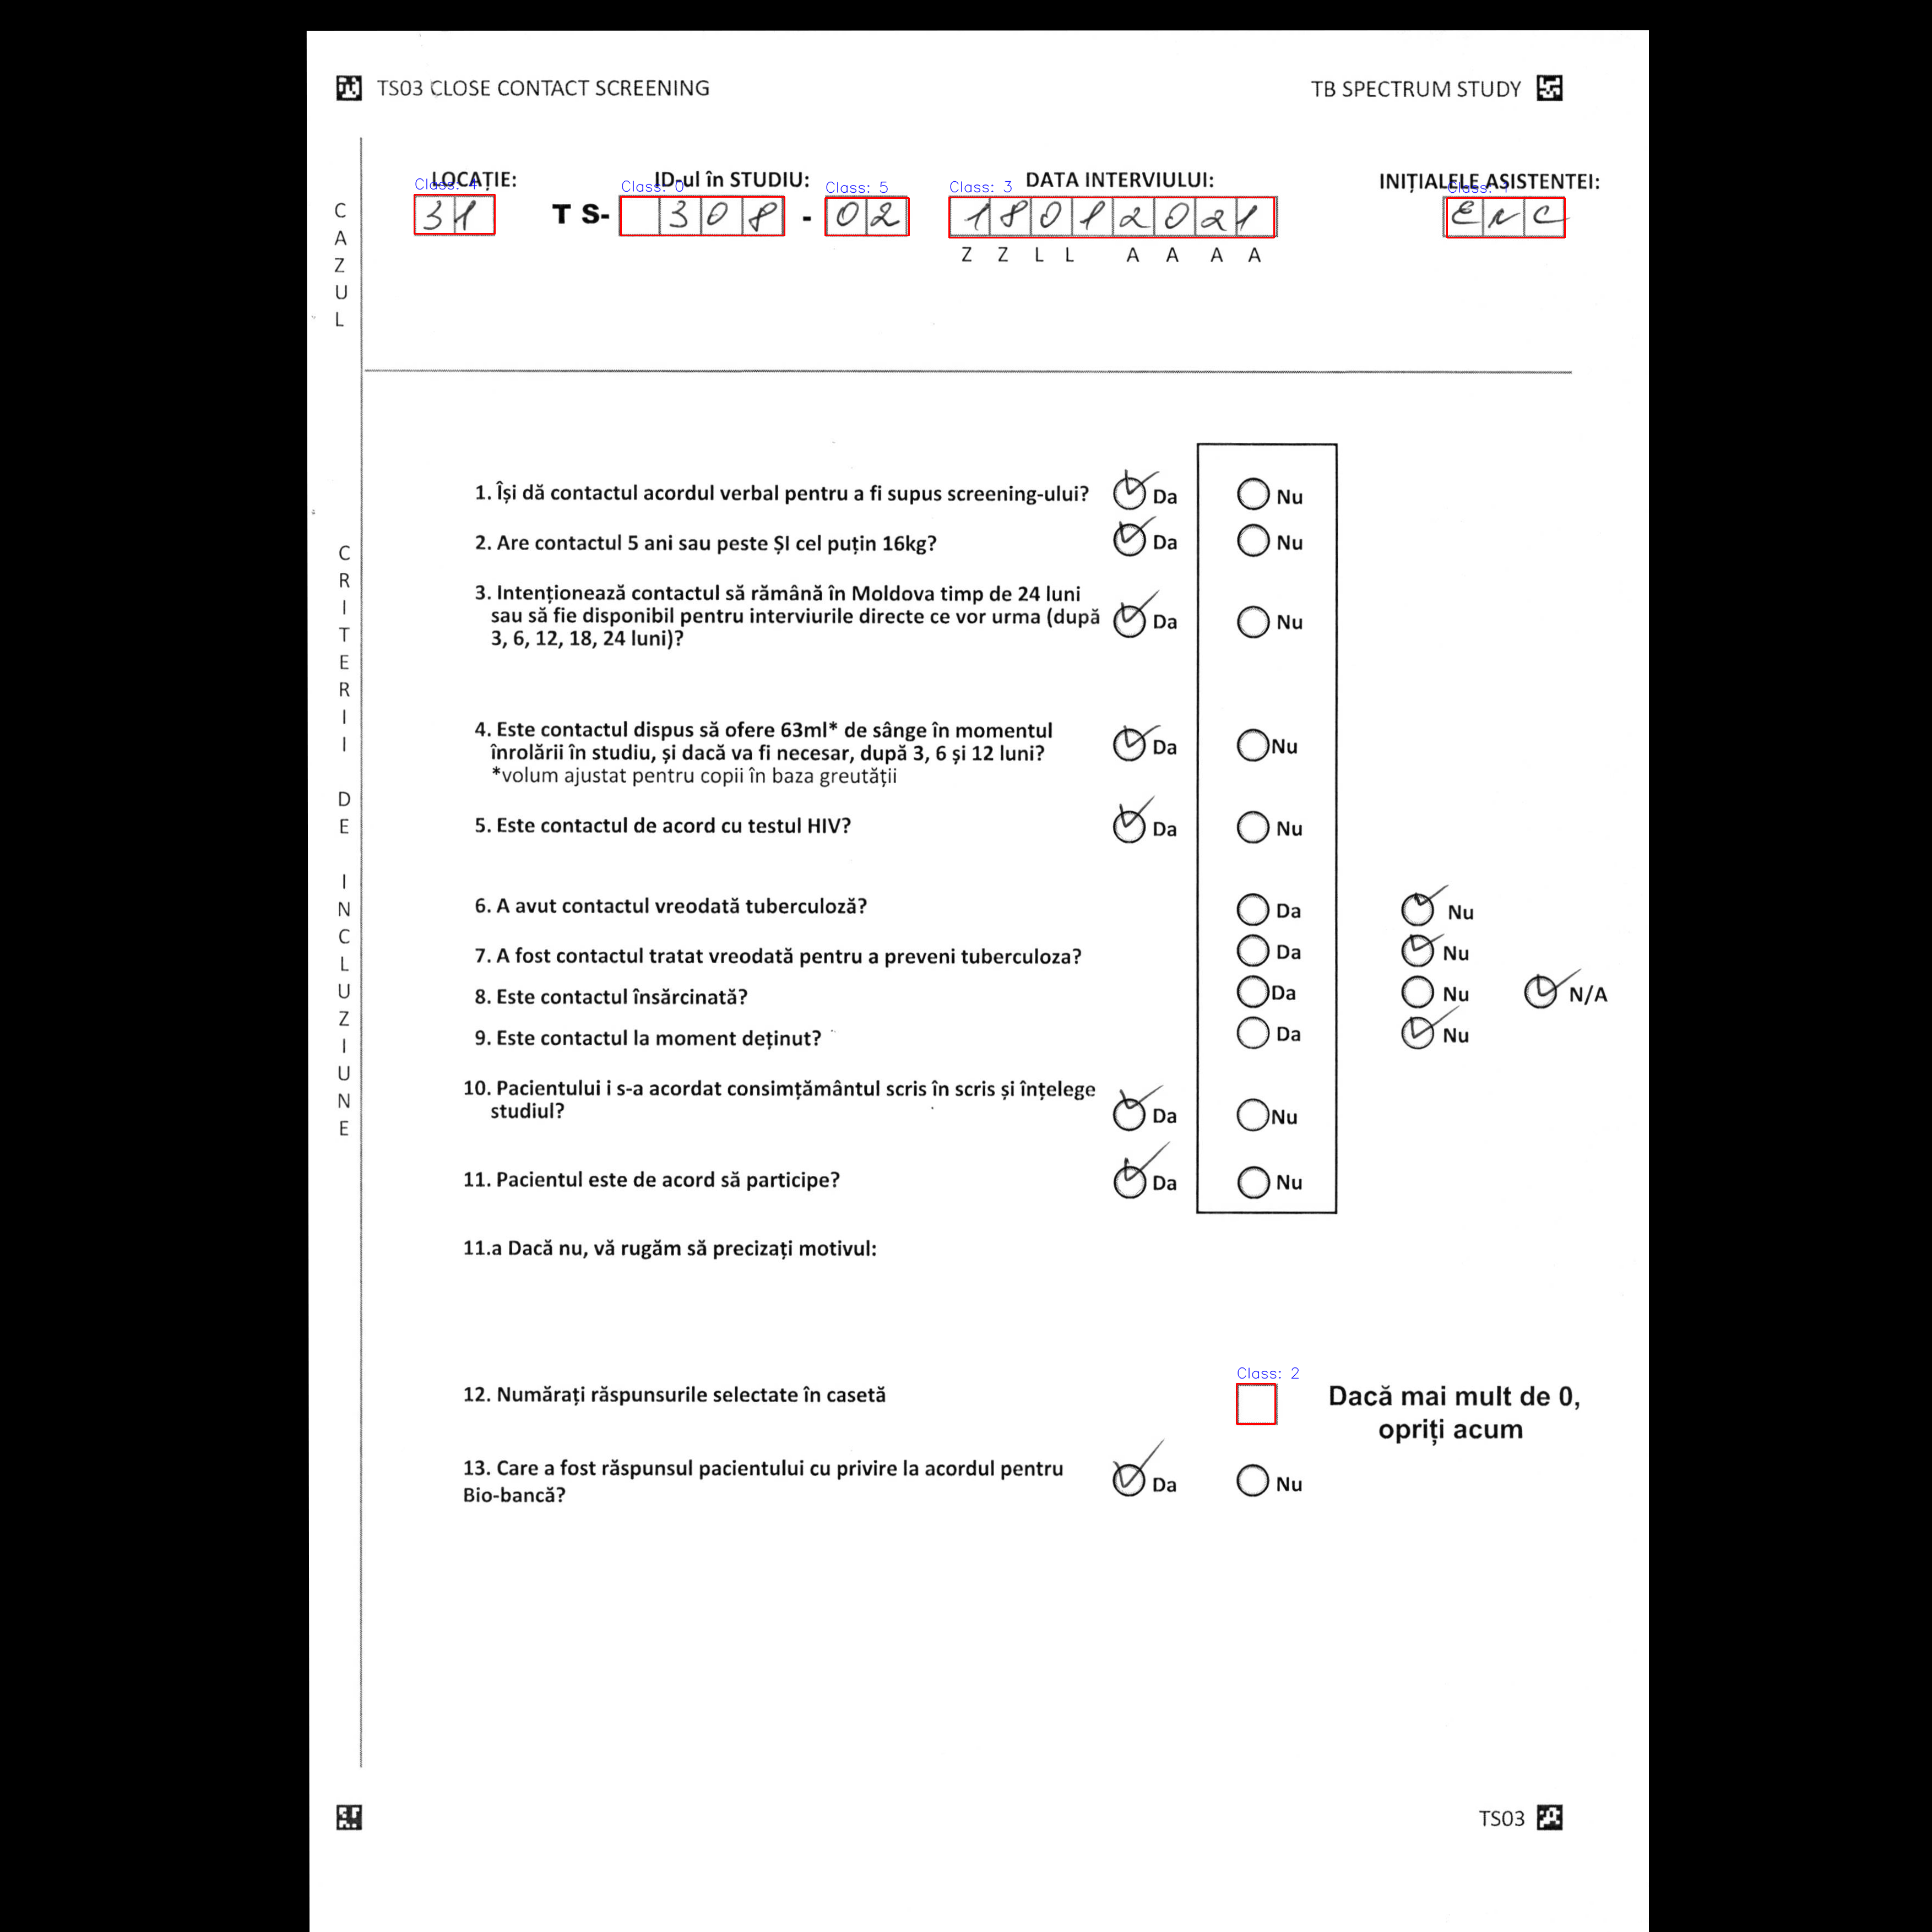 TS03 CLOSE CONTACT SCREENING
TB SPECTRUM STUDY
CAZUL
LOCAȚIE:
ID-ul în STUDIU:
DATA INTERVIULUI:
INIȚIALELE ASISTENTEI:
Class: 4
Class: 0
Class: 5
Class: 3
Class: 1
31
TS- 308 - 02
18012021
ENC
Z Z L L A A A A
CRITERII DE INCLUZIUNE
1. Își dă contactul acordul verbal pentru a fi supus screening-ului? Da Nu
2. Are contactul 5 ani sau peste ȘI cel puțin 16kg? Da Nu
3. Intenționează contactul să rămână în Moldova timp de 24 luni
sau să fie disponibil pentru interviurile directe ce vor urma (după Da Nu
3, 6, 12, 18, 24 luni)?
4. Este contactul dispus să ofere 63ml* de sânge în momentul
înrolării în studiu, și dacă va fi necesar, după 3, 6 și 12 luni? Da Nu
*volum ajustat pentru copii în baza greutății
5. Este contactul de acord cu testul HIV? Da Nu
6. A avut contactul vreodată tuberculoză? Da Nu
7. A fost contactul tratat vreodată pentru a preveni tuberculoza? Da Nu
8. Este contactul însărcinată? Da Nu N/A
9. Este contactul la moment deținut? Da Nu
10. Pacientului i s-a acordat consimțământul scris în scris și înțelege
studiul? Da Nu
11. Pacientul este de acord să participe? Da Nu
11.a Dacă nu, vă rugăm să precizați motivul:
Class: 2
12. Numărați răspunsurile selectate în casetă
Dacă mai mult de 0,
opriți acum
13. Care a fost răspunsul pacientului cu privire la acordul pentru
Bio-bancă? Da Nu
TS03